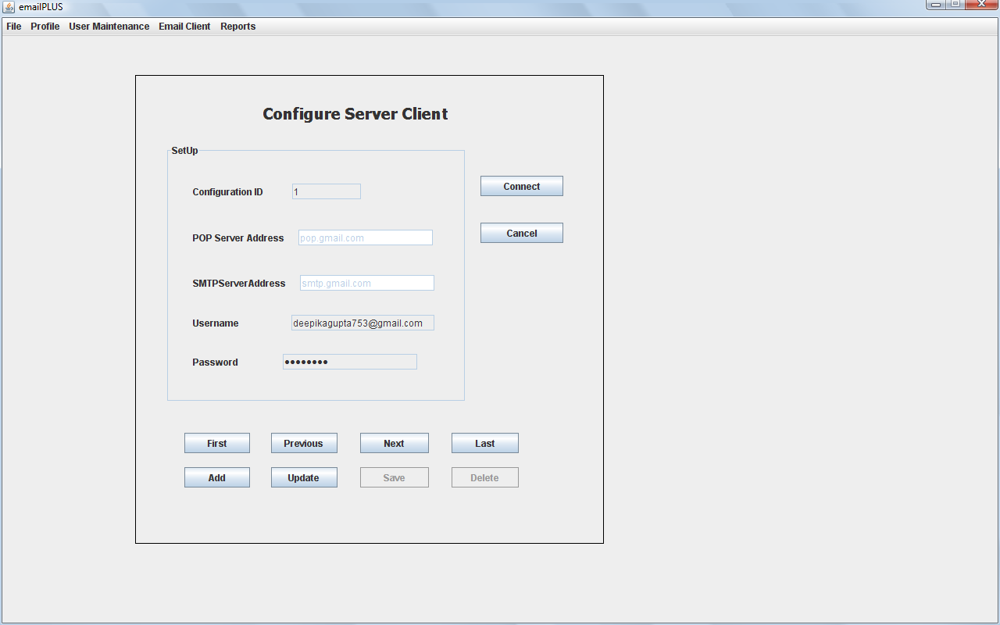 emailPLUS
File Profile User Maintenance Email Client Reports
Configure Server Client
SetUp
Configuration ID 1
Connect
POP Server Address pop.gmail.com
Cancel
SMTPServerAddress smtp.gmail.com
Username deepikagupta753@gmail.com
Password ••••••••
First Previous Next Last
Add Update Save Delete